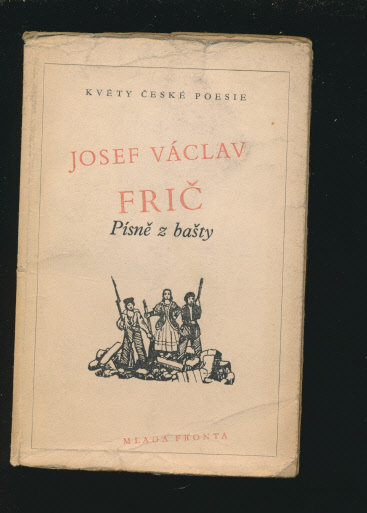 KVĚTY ČESKÉ POESIE
JOSEF VÁCLAV
FRIČ
Písně z bašty
MLADÁ FRONTA